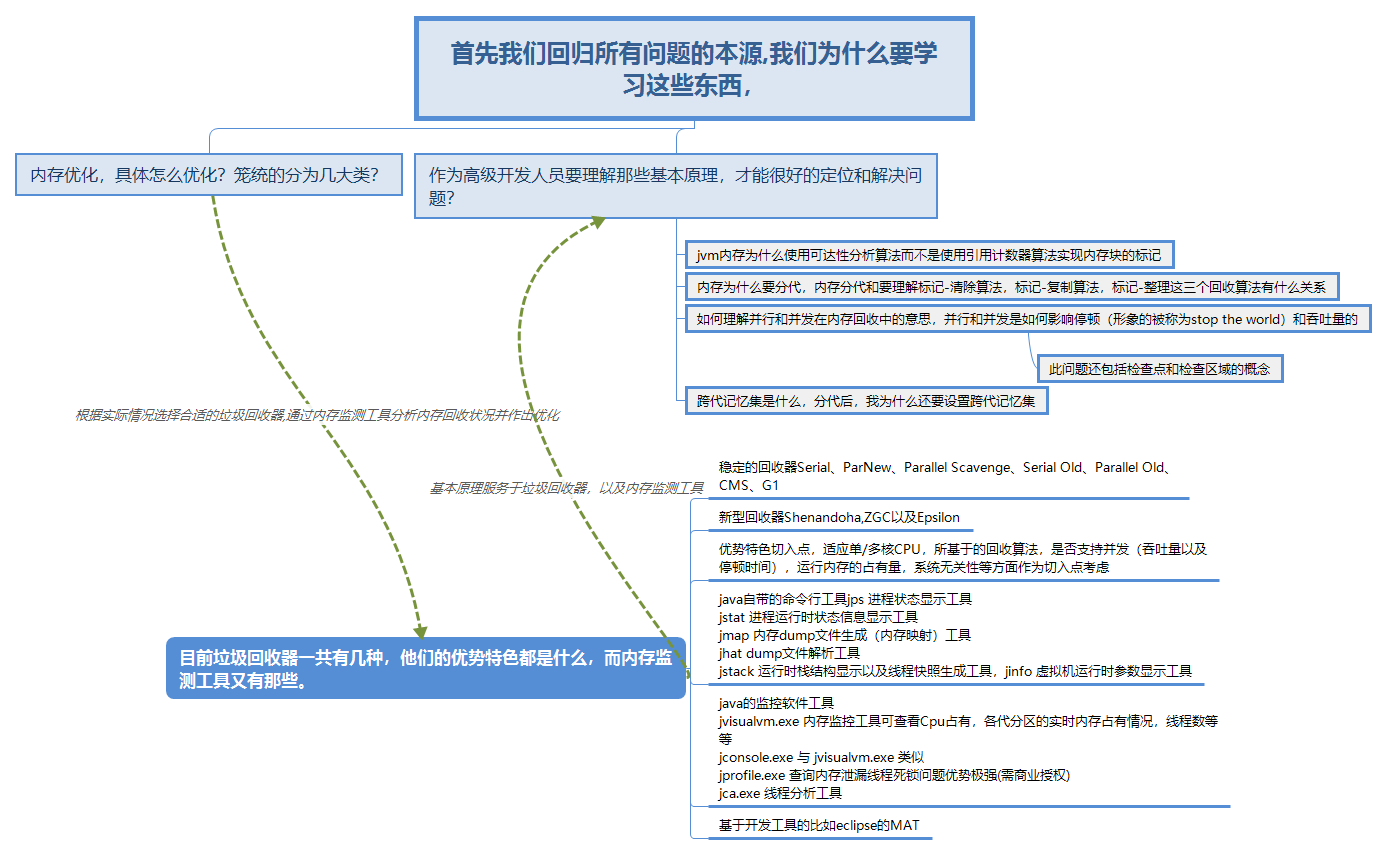 首先我们回归所有问题的本源,我们为什么要学
习这些东西，
内存优化，具体怎么优化？笼统的分为几大类？
作为高级开发人员要理解那些基本原理，才能很好的定位和解决问
题？
jvm内存为什么使用可达性分析算法而不是使用引用计数器算法实现内存块的标记
内存为什么要分代，内存分代和要理解标记-清除算法，标记-复制算法，标记-整理这三个回收算法有什么关系
如何理解并行和并发在内存回收中的意思，并行和并发是如何影响停顿（形象的被称为stop the world）和吞吐量的
此问题还包括检查点和检查区域的概念
跨代记忆集是什么，分代后，我为什么还要设置跨代记忆集
根据实际情况选择合适的垃圾回收器,通过内存监测工具分析内存回收状况并作出优化
基本原理服务于垃圾回收器，以及内存监测工具
目前垃圾回收器一共有几种，他们的优势特色都是什么，而内存监
测工具又有那些。
稳定的回收器Serial、ParNew、Parallel Scavenge、Serial Old、Parallel Old、
CMS、G1
新型回收器Shenandoha,ZGC以及Epsilon
优势特色切入点，适应单/多核CPU，所基于的回收算法，是否支持并发（吞吐量以及
停顿时间），运行内存的占有量，系统无关性等方面作为切入点考虑
java自带的命令行工具jps 进程状态显示工具
jstat 进程运行时状态信息显示工具
jmap 内存dump文件生成（内存映射）工具
jhat dump文件解析工具
jstack 运行时栈结构显示以及线程快照生成工具，jinfo 虚拟机运行时参数显示工具
java的监控软件工具
jvisualvm.exe 内存监控工具可查看Cpu占有，各代分区的实时内存占有情况，线程数等
等
jconsole.exe 与 jvisualvm.exe 类似
jprofile.exe 查询内存泄漏线程死锁问题优势极强(需商业授权)
jca.exe 线程分析工具
基于开发工具的比如eclipse的MAT